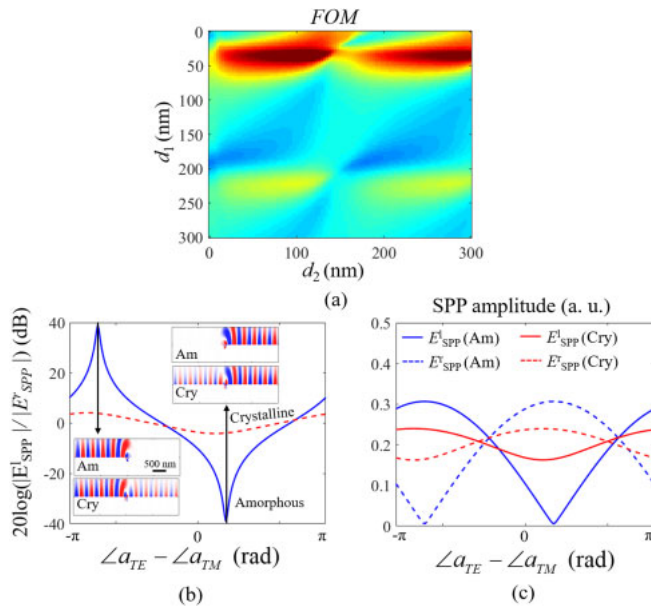 FOM
0
50
100
150
200
250
300
d₁ (nm)
0
100
200
300
d₂ (nm)
(a)
20log(|EˡSPP|/|EʳSPP|) (dB)
40
20
0
-20
-40
Am
Cry
Crystalline
Am
500 nm
Cry
Amorphous
-π
0
π
∠aTE − ∠aTM (rad)
(b)
SPP amplitude (a. u.)
0.5
0.4
0.3
0.2
0.1
0
EˡSPP (Am)
EˡSPP (Cry)
EʳSPP (Am)
EʳSPP (Cry)
-π
0
π
∠aTE − ∠aTM (rad)
(c)